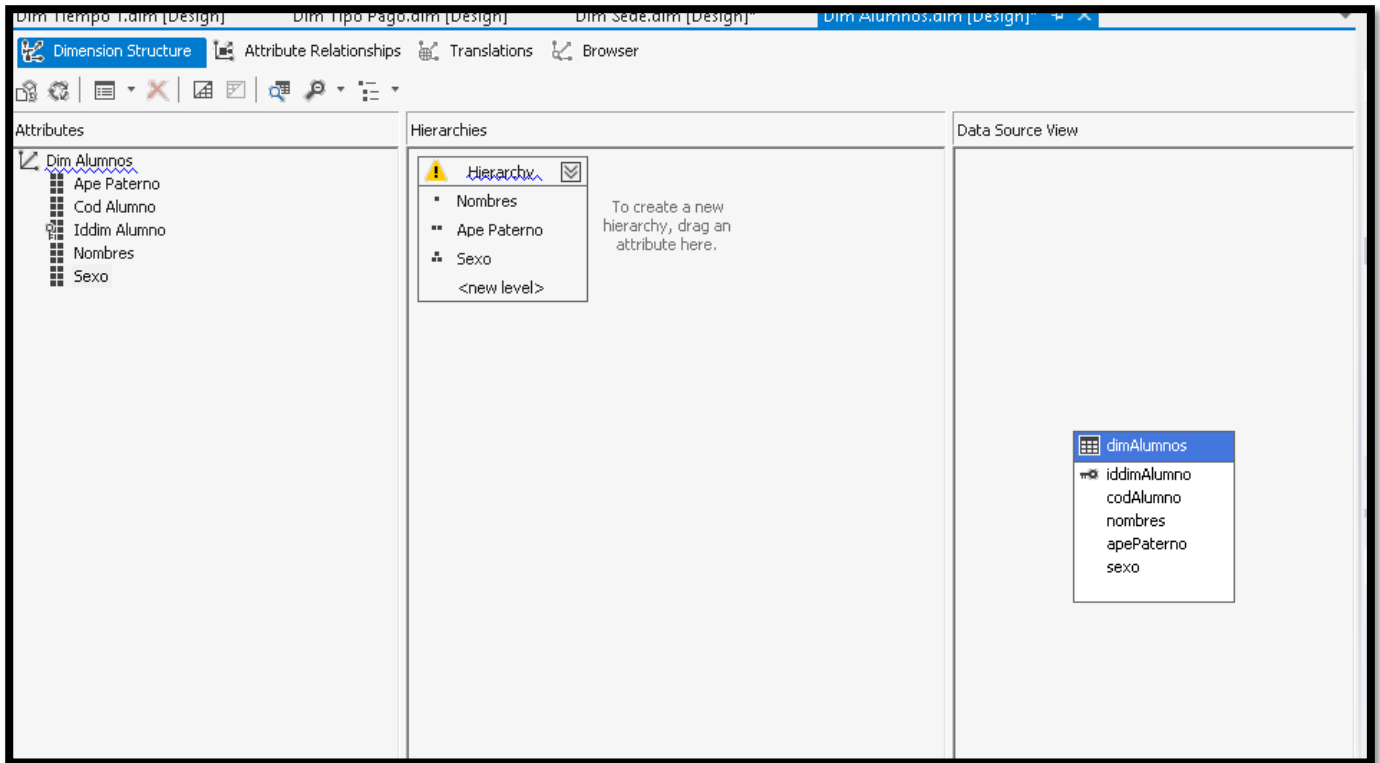 Dim Tiempo 1.dim [Design] Dim Tipo Pago.dim [Design] Dim Sede.dim [Design]* Dim Alumnos.dim [Design]*
Dimension Structure Attribute Relationships Translations Browser
Attributes
Dim Alumnos
Ape Paterno
Cod Alumno
Iddim Alumno
Nombres
Sexo
Hierarchies
Hierarchy
Nombres
Ape Paterno
Sexo
<new level>
To create a new
hierarchy, drag an
attribute here.
Data Source View
dimAlumnos
iddimAlumno
codAlumno
nombres
apePaterno
sexo